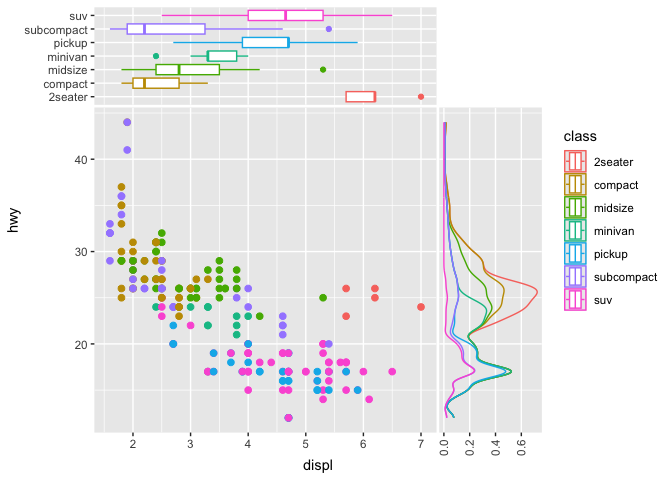 suv
subcompact
pickup
minivan
midsize
compact
2seater
hwy
40
30
20
2 3 4 5 6 7
displ
0.0 0.2 0.4 0.6
class
2seater
compact
midsize
minivan
pickup
subcompact
suv